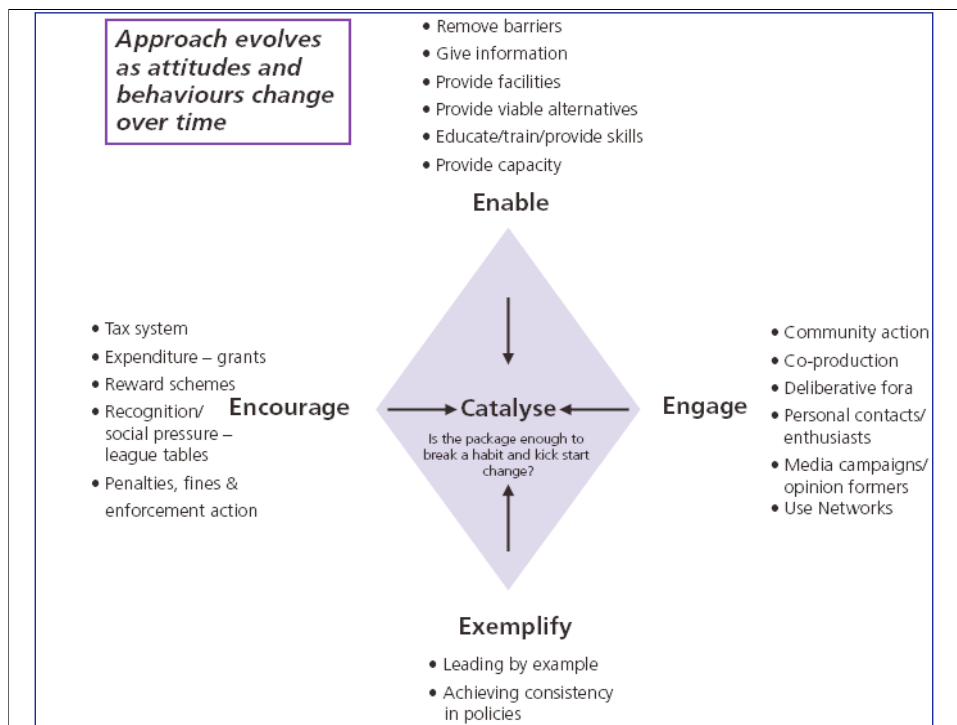 Approach evolves
as attitudes and
behaviours change
over time
• Remove barriers
• Give information
• Provide facilities
• Provide viable alternatives
• Educate/train/provide skills
• Provide capacity
Enable
• Tax system
• Expenditure – grants
• Reward schemes
• Recognition/
social pressure –
league tables
• Penalties, fines &
enforcement action
Encourage
Catalyse
Is the package enough to
break a habit and kick start
change?
Engage
• Community action
• Co-production
• Deliberative fora
• Personal contacts/
enthusiasts
• Media campaigns/
opinion formers
• Use Networks
Exemplify
• Leading by example
• Achieving consistency
in policies